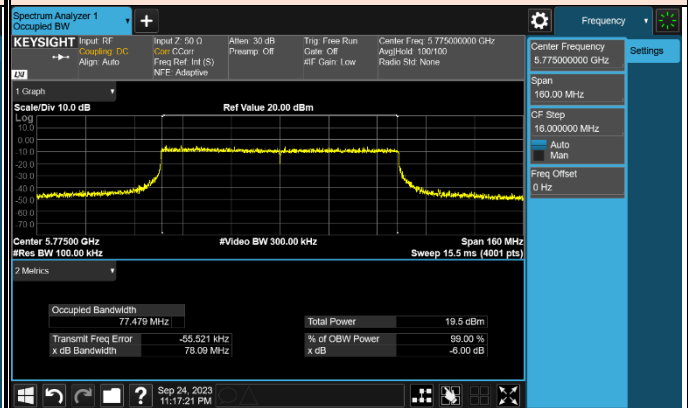 Spectrum Analyzer 1
Occupied BW
+
Frequency
KEYSIGHT
Input: RF
Coupling: DC
Align: Auto
Input Z: 50 Ω
Corr CCorr
Freq Ref: Int (S)
NFE: Adaptive
Atten: 30 dB
Preamp: Off
Trig: Free Run
Gate: Off
#IF Gain: Low
Center Freq: 5.775000000 GHz
Avg|Hold: 100/100
Radio Std: None
LXI
1 Graph
Scale/Div 10.0 dB
Ref Value 20.00 dBm
Log
10.0
0.00
-10.0
-20.0
-30.0
-40.0
-50.0
-60.0
-70.0
Center 5.77500 GHz
#Video BW 300.00 kHz
Span 160 MHz
#Res BW 100.00 kHz
Sweep 15.5 ms (4001 pts)
2 Metrics
Occupied Bandwidth
77.479 MHz
Total Power 19.5 dBm
Transmit Freq Error -55.521 kHz
% of OBW Power 99.00 %
x dB Bandwidth 78.09 MHz
x dB -6.00 dB
Center Frequency
5.775000000 GHz
Settings
Span
160.00 MHz
CF Step
16.000000 MHz
Auto
Man
Freq Offset
0 Hz
?
Sep 24, 2023
11:17:21 PM